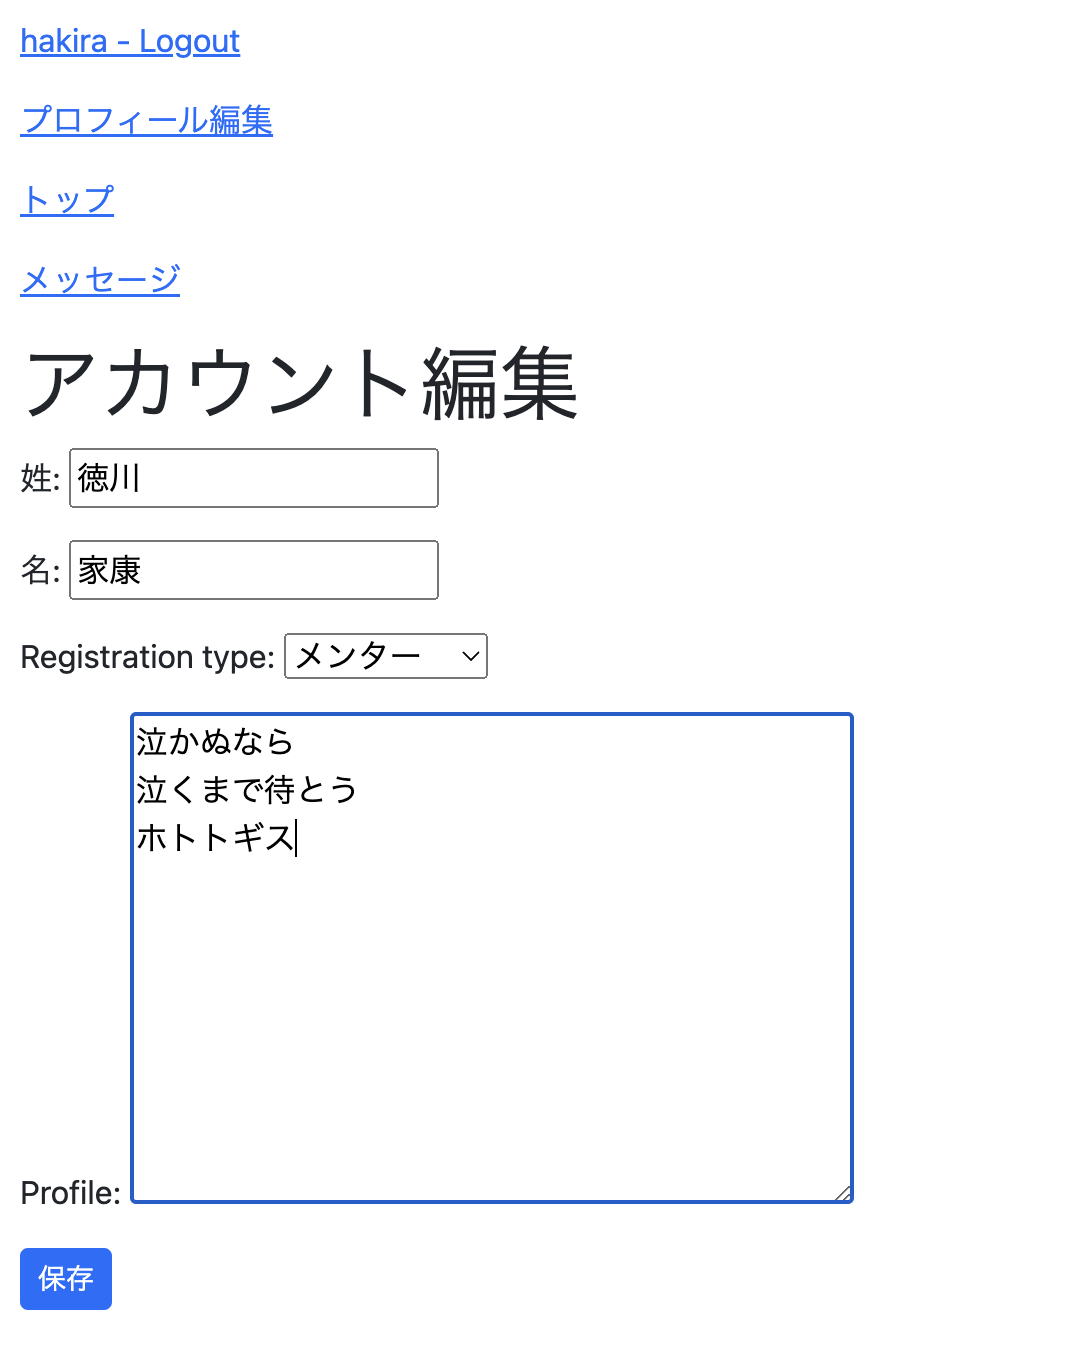 hakira - Logout
プロフィール編集
トップ
メッセージ
アカウント編集
姓: 徳川
名: 家康
Registration type: メンター
泣かぬなら
泣くまで待とう
ホトトギス
Profile:
保存